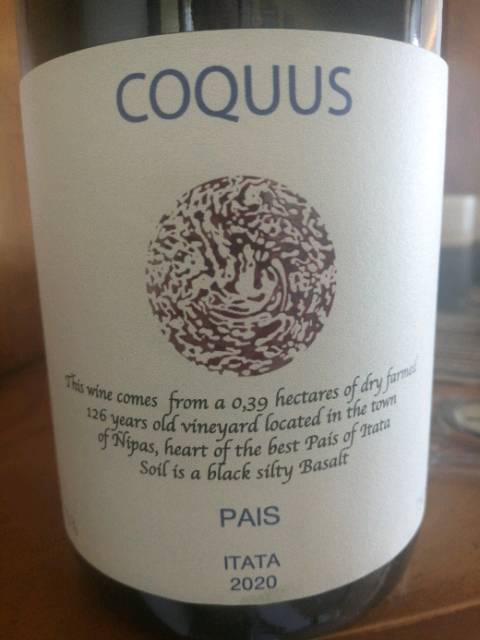 COQUUS
This wine comes from a 0,39 hectares of dry farmed
126 years old vineyard located in the town
of Ñipas, heart of the best Pais of Itata
Soil is a black silty Basalt
PAIS
ITATA
2020